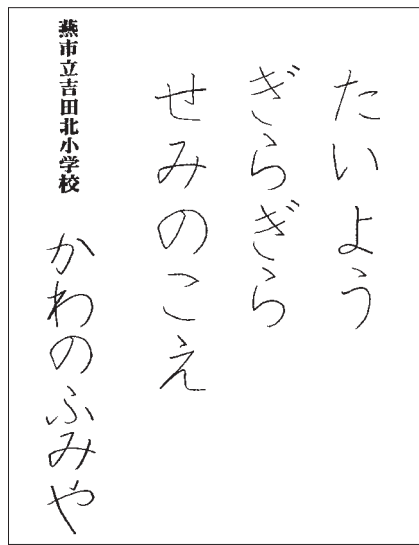 たいよう
ぎらぎら
せみのこえ
燕市立吉田北小学校
かわのふみや